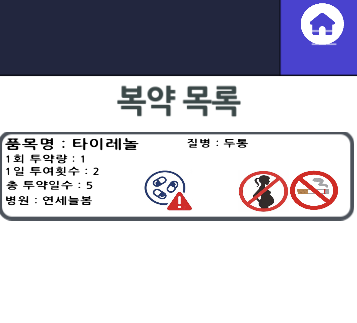 복약 목록
품목명 : 타이레놀 질병 : 두통
1회 투약량 : 1
1일 투여횟수 : 2
총 투약일수 : 5
병원 : 연세늘봄